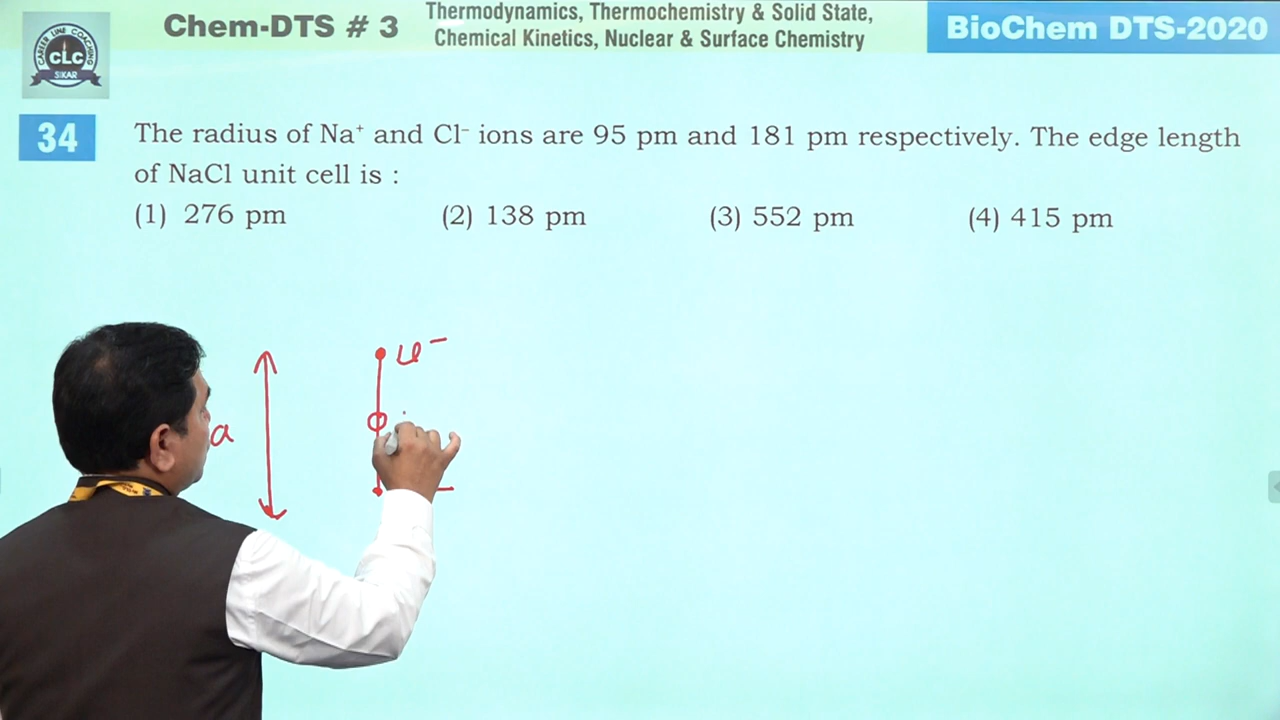 Chem-DTS # 3
Thermodynamics, Thermochemistry & Solid State,
Chemical Kinetics, Nuclear & Surface Chemistry
BioChem DTS-2020
CAREER LINE COACHING
CLC
SIKAR
34
The radius of Na⁺ and Cl⁻ ions are 95 pm and 181 pm respectively. The edge length
of NaCl unit cell is :
(1) 276 pm (2) 138 pm (3) 552 pm (4) 415 pm
Cl⁻
a